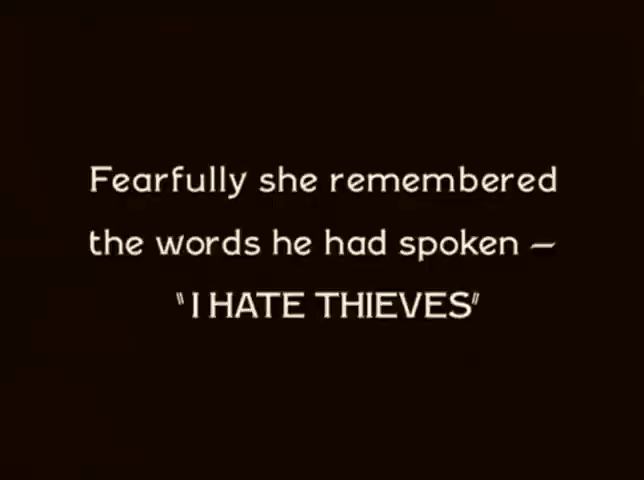 Fearfully she remembered
the words he had spoken —
"I HATE THIEVES"